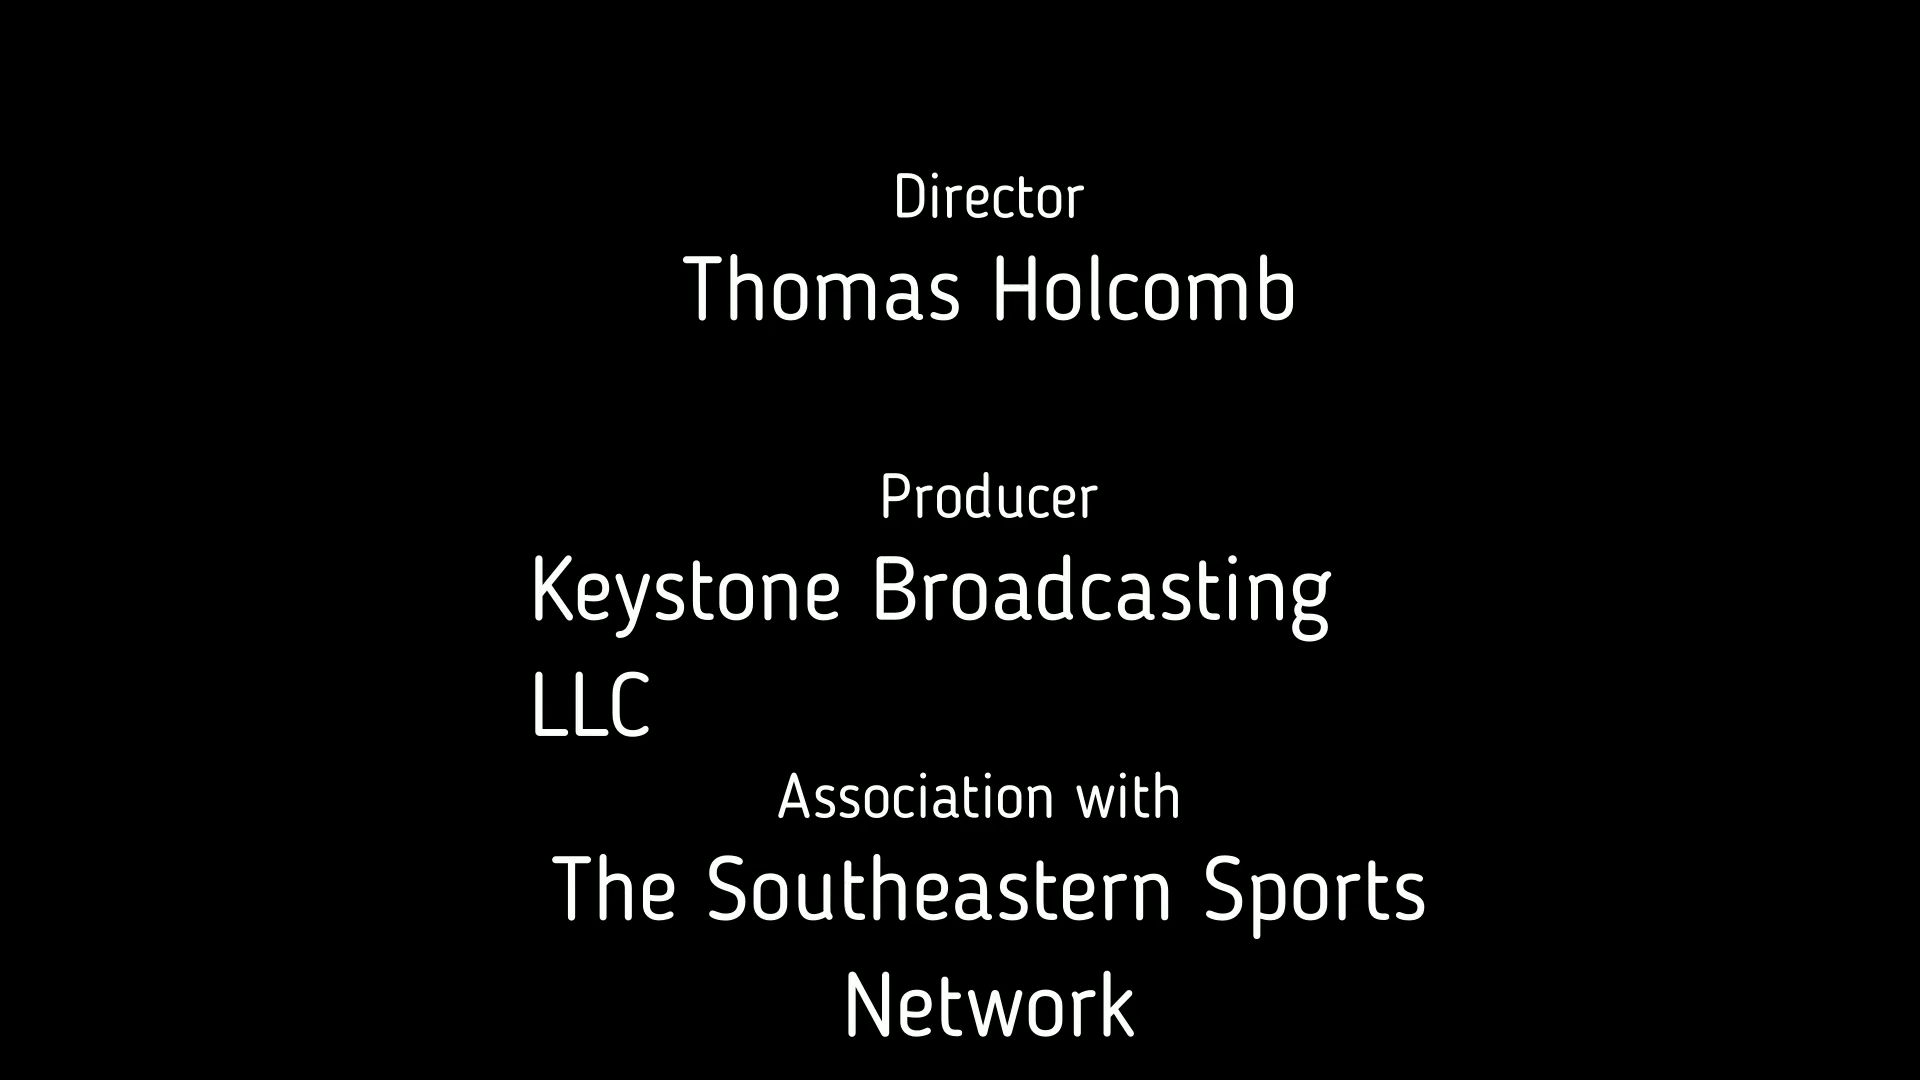 Director
Thomas Holcomb
Producer
Keystone Broadcasting
LLC
Association with
The Southeastern Sports
Network